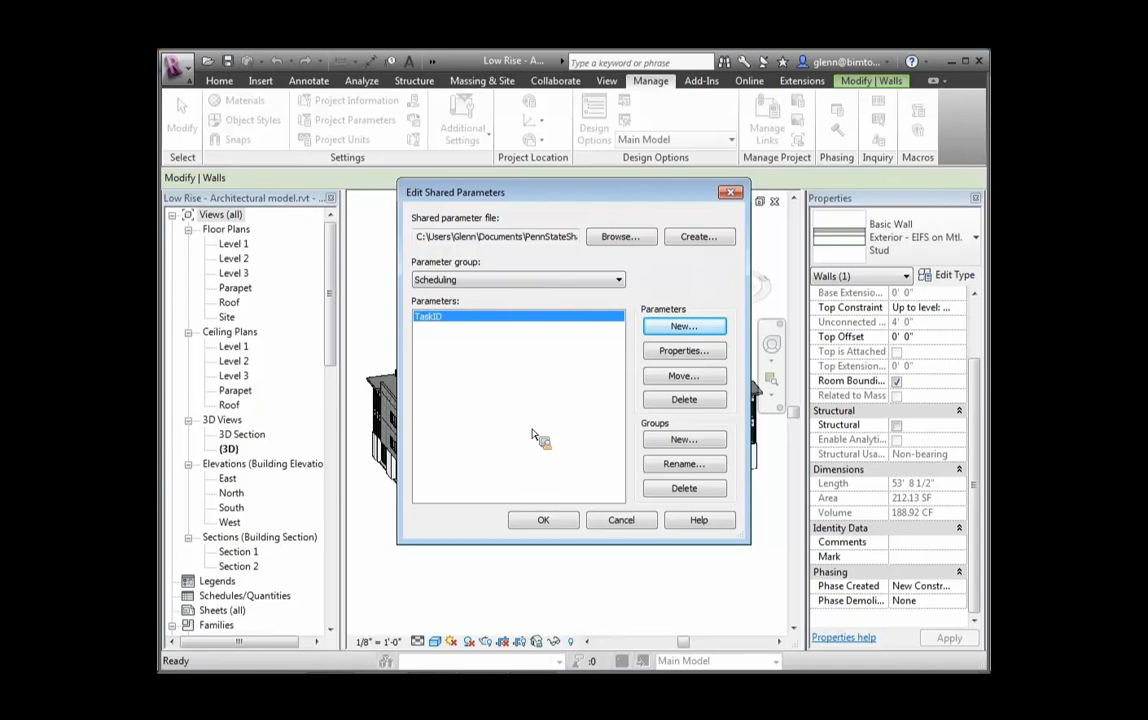 Low Rise - A...
Type a keyword or phrase
glenn@bimto...
Home
Insert
Annotate
Analyze
Structure
Massing & Site
Collaborate
View
Manage
Add-Ins
Online
Extensions
Modify | Walls
Modify
Materials
Object Styles
Snaps
Project Information
Project Parameters
Project Units
Additional
Settings
Design
Options
Main Model
Manage
Links
Select
Settings
Project Location
Design Options
Manage Project
Phasing
Inquiry
Macros
Modify | Walls
Low Rise - Architectural model.rvt - ...
Views (all)
Floor Plans
Level 1
Level 2
Level 3
Parapet
Roof
Site
Ceiling Plans
Level 1
Level 2
Level 3
Parapet
Roof
3D Views
3D Section
{3D}
Elevations (Building Elevatio
East
North
South
West
Sections (Building Section)
Section 1
Section 2
Legends
Schedules/Quantities
Sheets (all)
Families
Edit Shared Parameters
Shared parameter file:
C:\Users\Glenn\Documents\PennStateSh
Browse...
Create...
Parameter group:
Scheduling
Parameters:
TaskID
Parameters
New...
Properties...
Move...
Delete
Groups
New...
Rename...
Delete
OK
Cancel
Help
Properties
Basic Wall
Exterior - EIFS on Mtl.
Stud
Walls (1)
Edit Type
Base Extensio... 0' 0"
Top Constraint Up to level: ...
Unconnected ... 4' 0"
Top Offset 0' 0"
Top is Attached
Top Extension... 0' 0"
Room Boundi...
Related to Mass
Structural
Structural
Enable Analyti...
Structural Usa... Non-bearing
Dimensions
Length 53' 8 1/2"
Area 212.13 SF
Volume 188.92 CF
Identity Data
Comments
Mark
Phasing
Phase Created New Constr...
Phase Demoli... None
Properties help
Apply
1/8" = 1'-0"
Ready
:0
Main Model